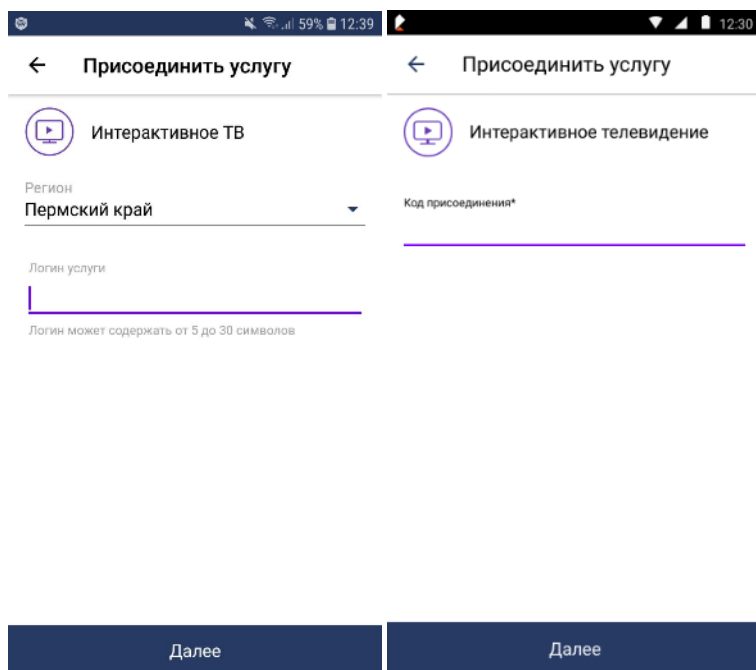 59% 12:39
Присоединить услугу
Интерактивное ТВ
Регион
Пермский край
Логин услуги
Логин может содержать от 5 до 30 символов
Далее
12:30
Присоединить услугу
Интерактивное телевидение
Код присоединения*
Далее